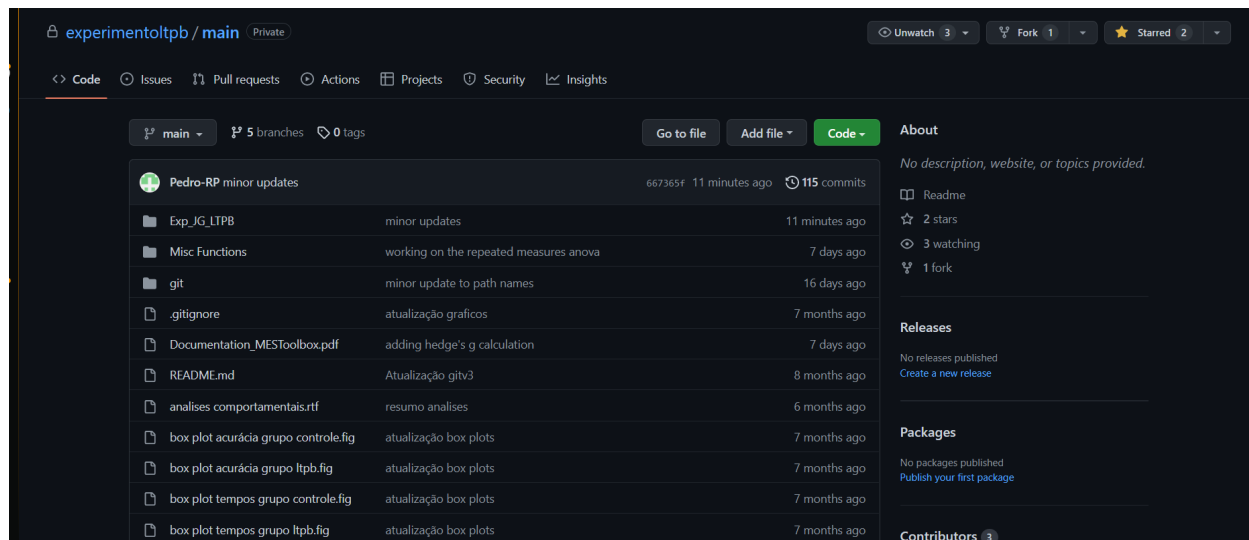 experimentoltpb / main Private
Unwatch 3 Fork 1 Starred 2
<> Code Issues Pull requests Actions Projects Security Insights
main 5 branches 0 tags Go to file Add file Code
Pedro-RP minor updates 667365f 11 minutes ago 115 commits
Exp_JG_LTPB minor updates 11 minutes ago
Misc Functions working on the repeated measures anova 7 days ago
git minor update to path names 16 days ago
.gitignore atualização graficos 7 months ago
Documentation_MESToolbox.pdf adding hedge's g calculation 7 days ago
README.md Atualização gitv3 8 months ago
analises comportamentais.rtf resumo analises 6 months ago
box plot acurácia grupo controle.fig atualização box plots 7 months ago
box plot acurácia grupo ltpb.fig atualização box plots 7 months ago
box plot tempos grupo controle.fig atualização box plots 7 months ago
box plot tempos grupo ltpb.fig atualização box plots 7 months ago
About
No description, website, or topics provided.
Readme
2 stars
3 watching
1 fork
Releases
No releases published
Create a new release
Packages
No packages published
Publish your first package
Contributors 3